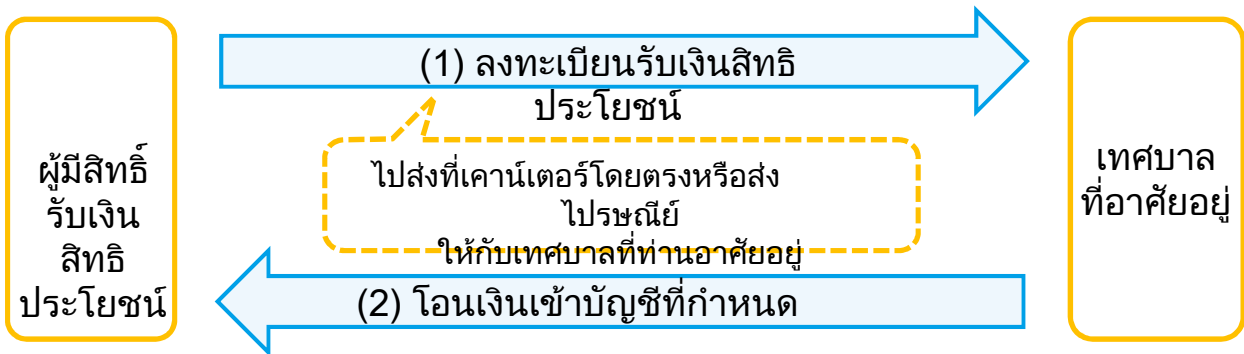 ผู้มีสิทธิ์
รับเงิน
สิทธิ
ประโยชน์
(1) ลงทะเบียนรับเงินสิทธิ
ประโยชน์
ไปส่งที่เคาน์เตอร์โดยตรงหรือส่ง
ไปรษณีย์
ให้กับเทศบาลที่ท่านอาศัยอยู่
(2) โอนเงินเข้าบัญชีที่กำหนด
เทศบาล
ที่อาศัยอยู่